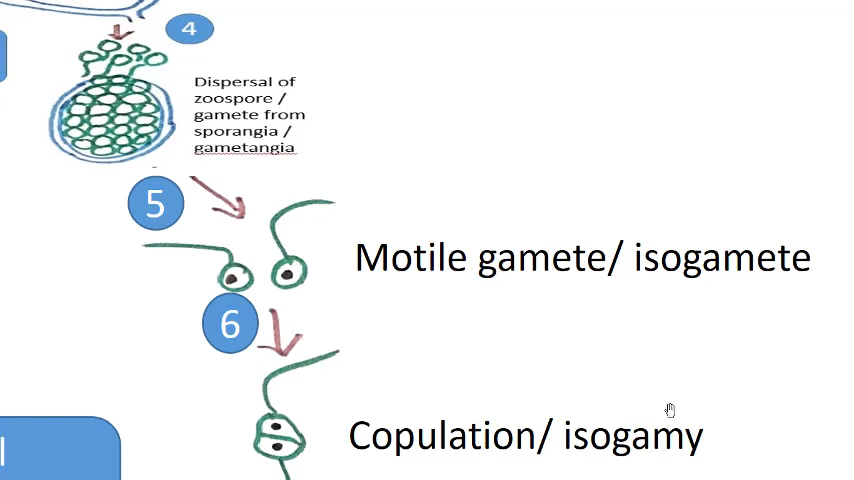 4
Dispersal of
zoospore /
gamete from
sporangia /
gametangia
5
Motile gamete/ isogamete
6
Copulation/ isogamy